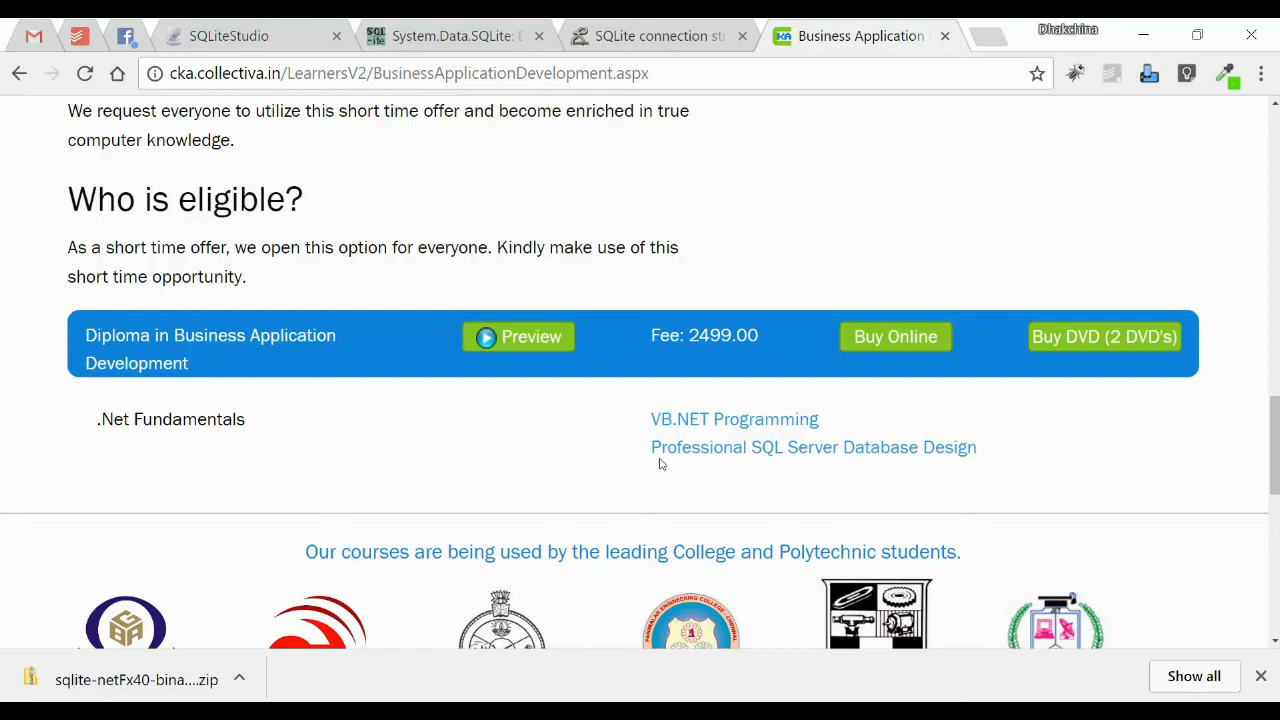 SQLiteStudio
System.Data.SQLite: D
SQLite connection st
Business Application
Dhakchina
cka.collectiva.in/LearnersV2/BusinessApplicationDevelopment.aspx
We request everyone to utilize this short time offer and become enriched in true
computer knowledge.
Who is eligible?
As a short time offer, we open this option for everyone. Kindly make use of this
short time opportunity.
Diploma in Business Application
Development
Preview
Fee: 2499.00
Buy Online
Buy DVD (2 DVD's)
.Net Fundamentals
VB.NET Programming
Professional SQL Server Database Design
Our courses are being used by the leading College and Polytechnic students.
sqlite-netFx40-bina....zip
Show all